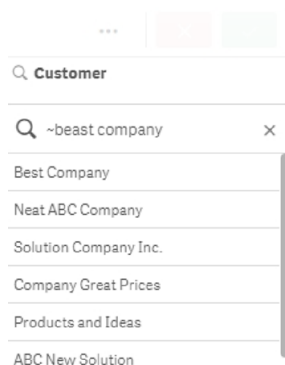 Customer
~beast company
Best Company
Neat ABC Company
Solution Company Inc.
Company Great Prices
Products and Ideas
ABC New Solution